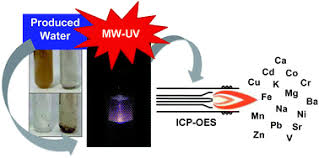 Produced
Water
MW-UV
ICP-OES
Ca
Cd Co Cr
Cu K Mg
Fe Ba
Mn Na Ni
Pb Sr
Zn V